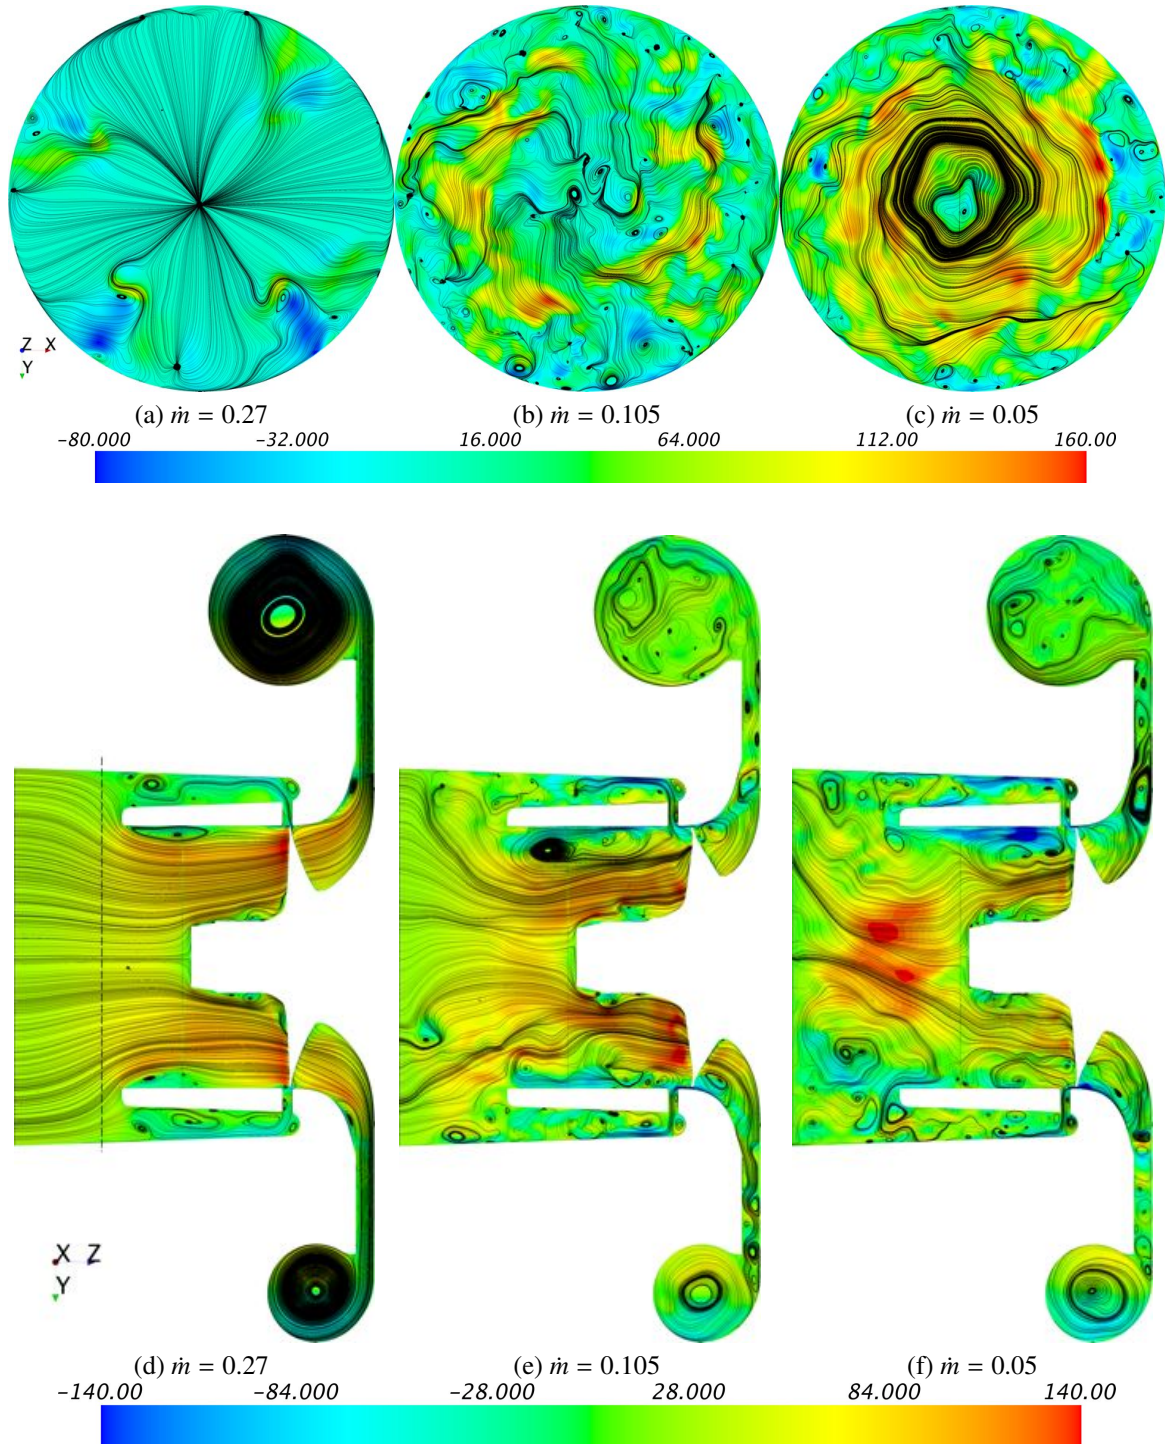 Z X
Y
(a) ṁ = 0.27 (b) ṁ = 0.105 (c) ṁ = 0.05
-80.000 -32.000 16.000 64.000 112.00 160.00
X Z
Y
(d) ṁ = 0.27 (e) ṁ = 0.105 (f) ṁ = 0.05
-140.00 -84.000 -28.000 28.000 84.000 140.00